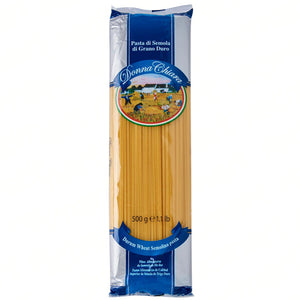 Pasta di Semola
di Grano Duro
Donna Chiara
500 g e 1.1 lb
Durum Wheat Semolina pasta